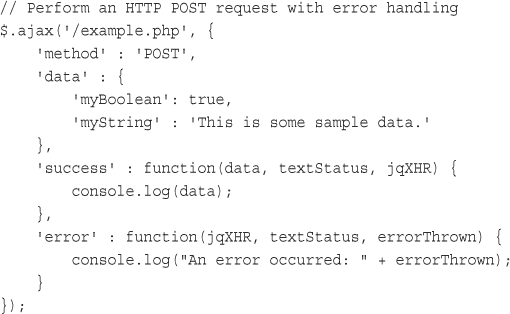 // Perform an HTTP POST request with error handling
$.ajax('/example.php', {
    'method' : 'POST',
    'data' : {
        'myBoolean': true,
        'myString' : 'This is some sample data.'
    },
    'success' : function(data, textStatus, jqXHR) {
        console.log(data);
    },
    'error' : function(jqXHR, textStatus, errorThrown) {
        console.log("An error occurred: " + errorThrown);
    }
});